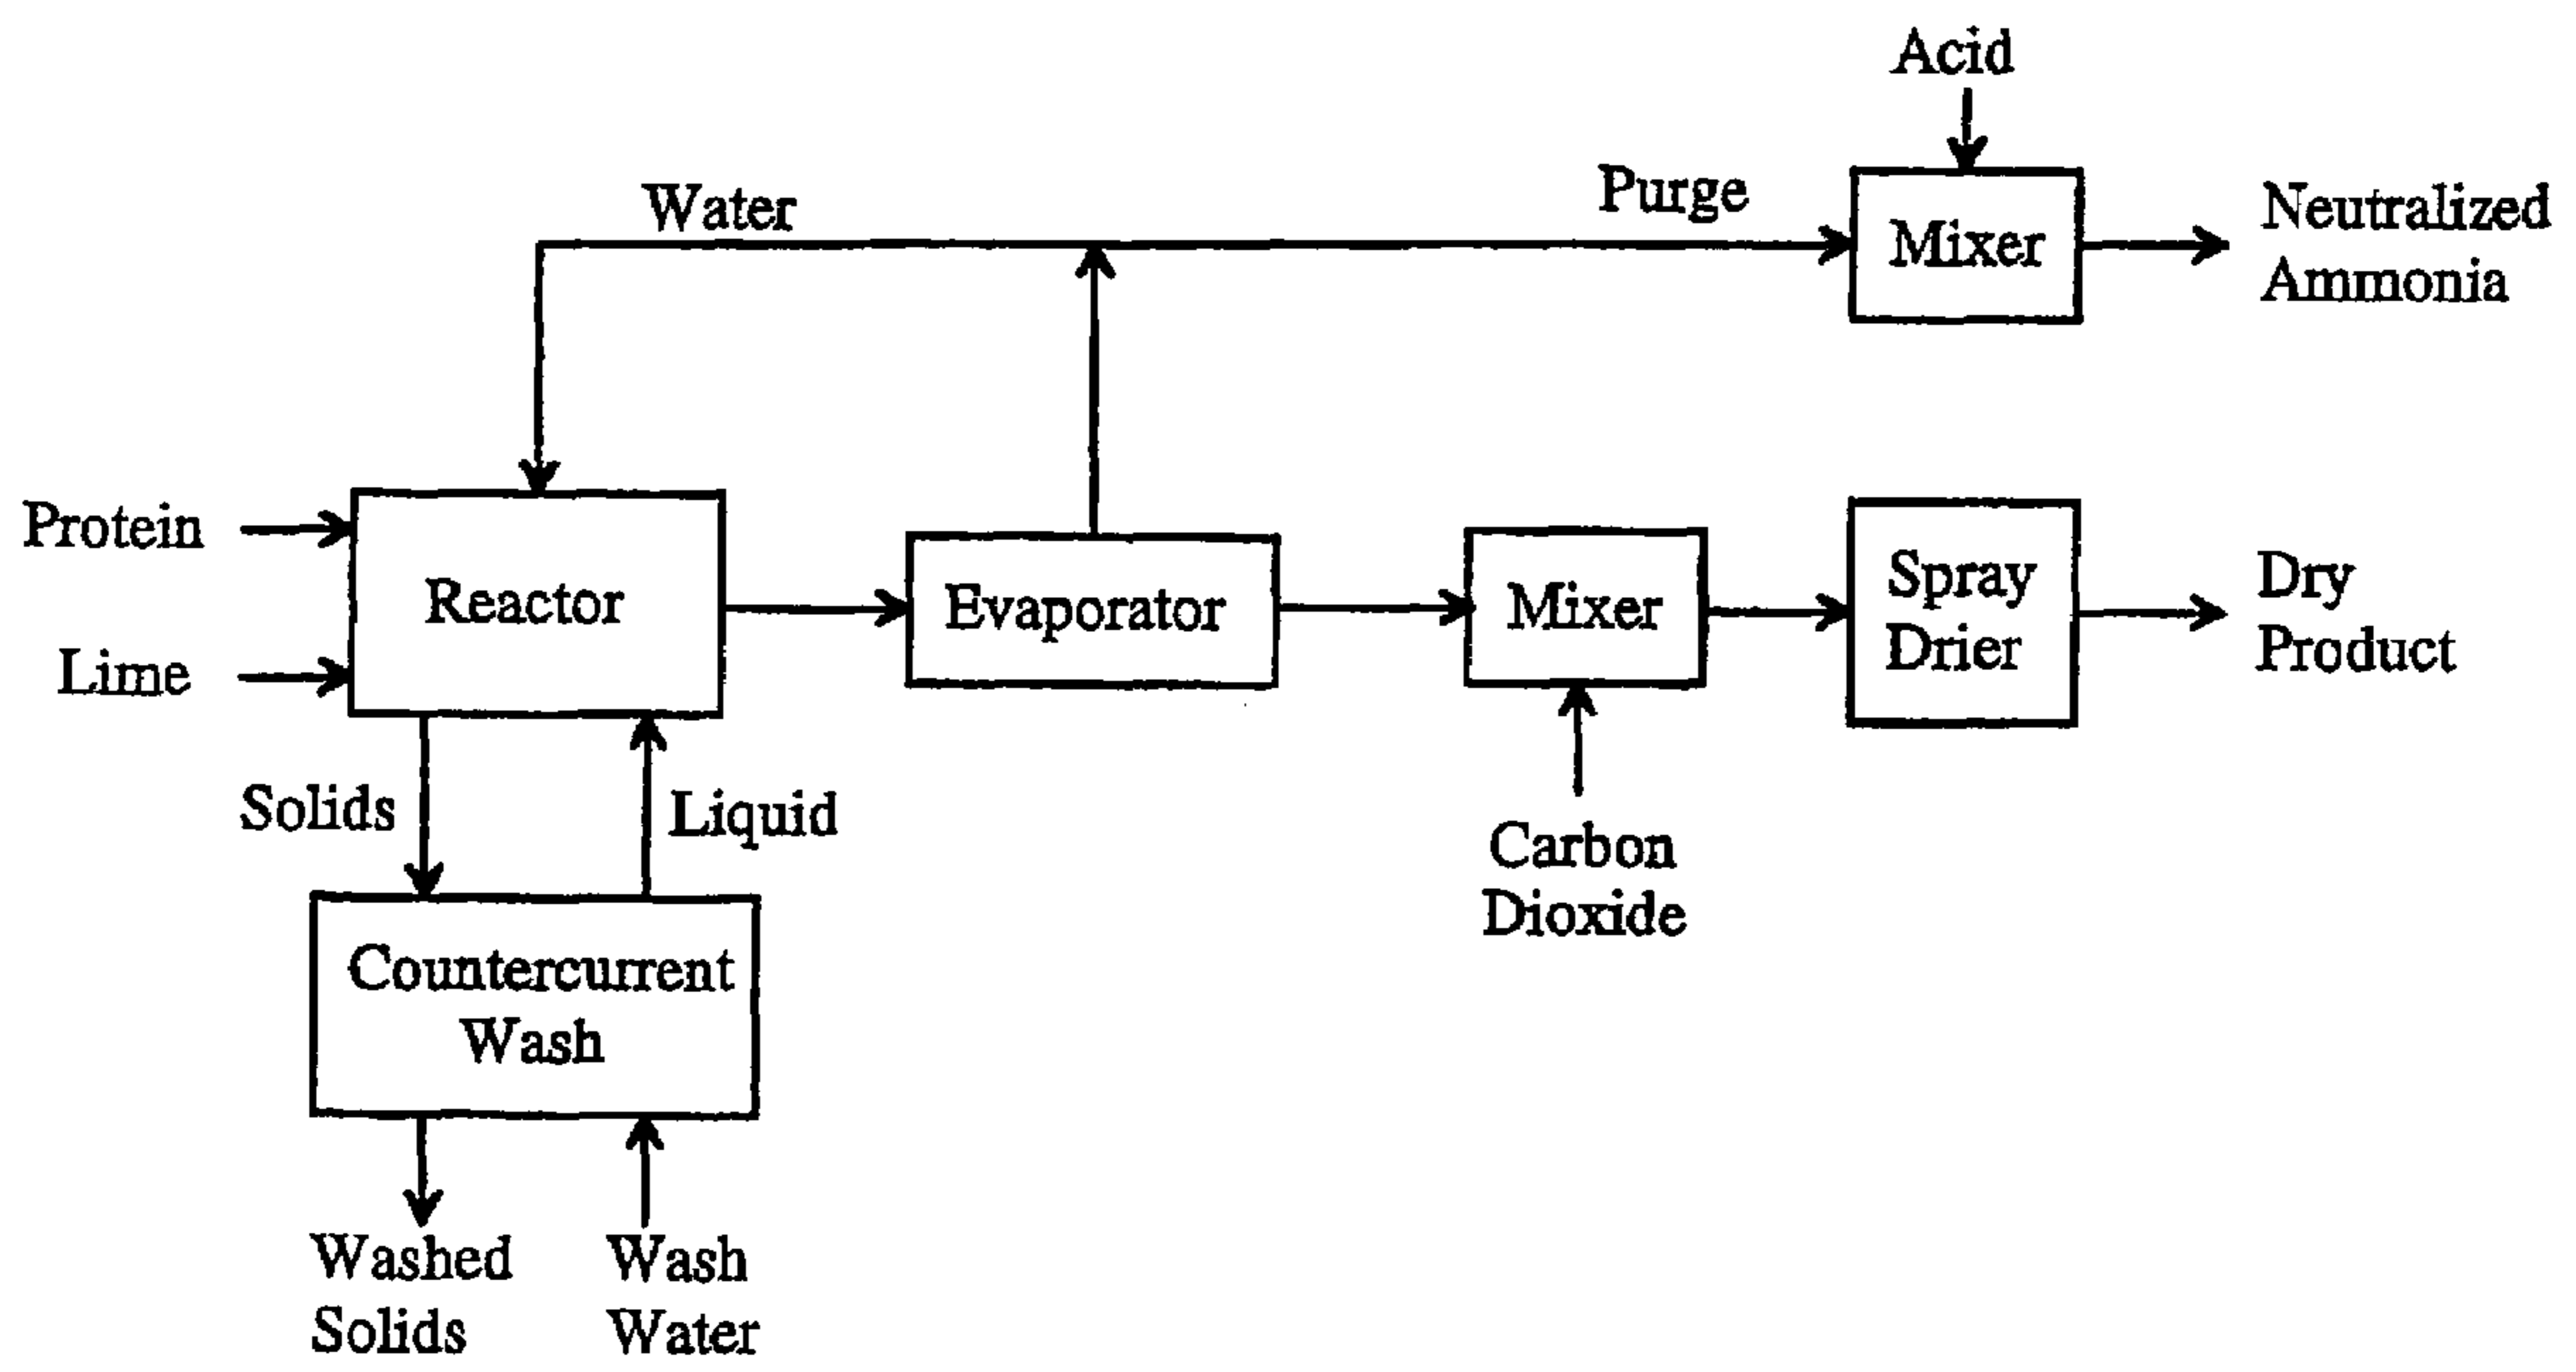 Acid
Water
Purge
Mixer
Neutralized
Ammonia
Protein
Lime
Reactor
Evaporator
Mixer
Spray
Drier
Dry
Product
Solids
Liquid
Carbon
Dioxide
Countercurrent
Wash
Washed
Solids
Wash
Water